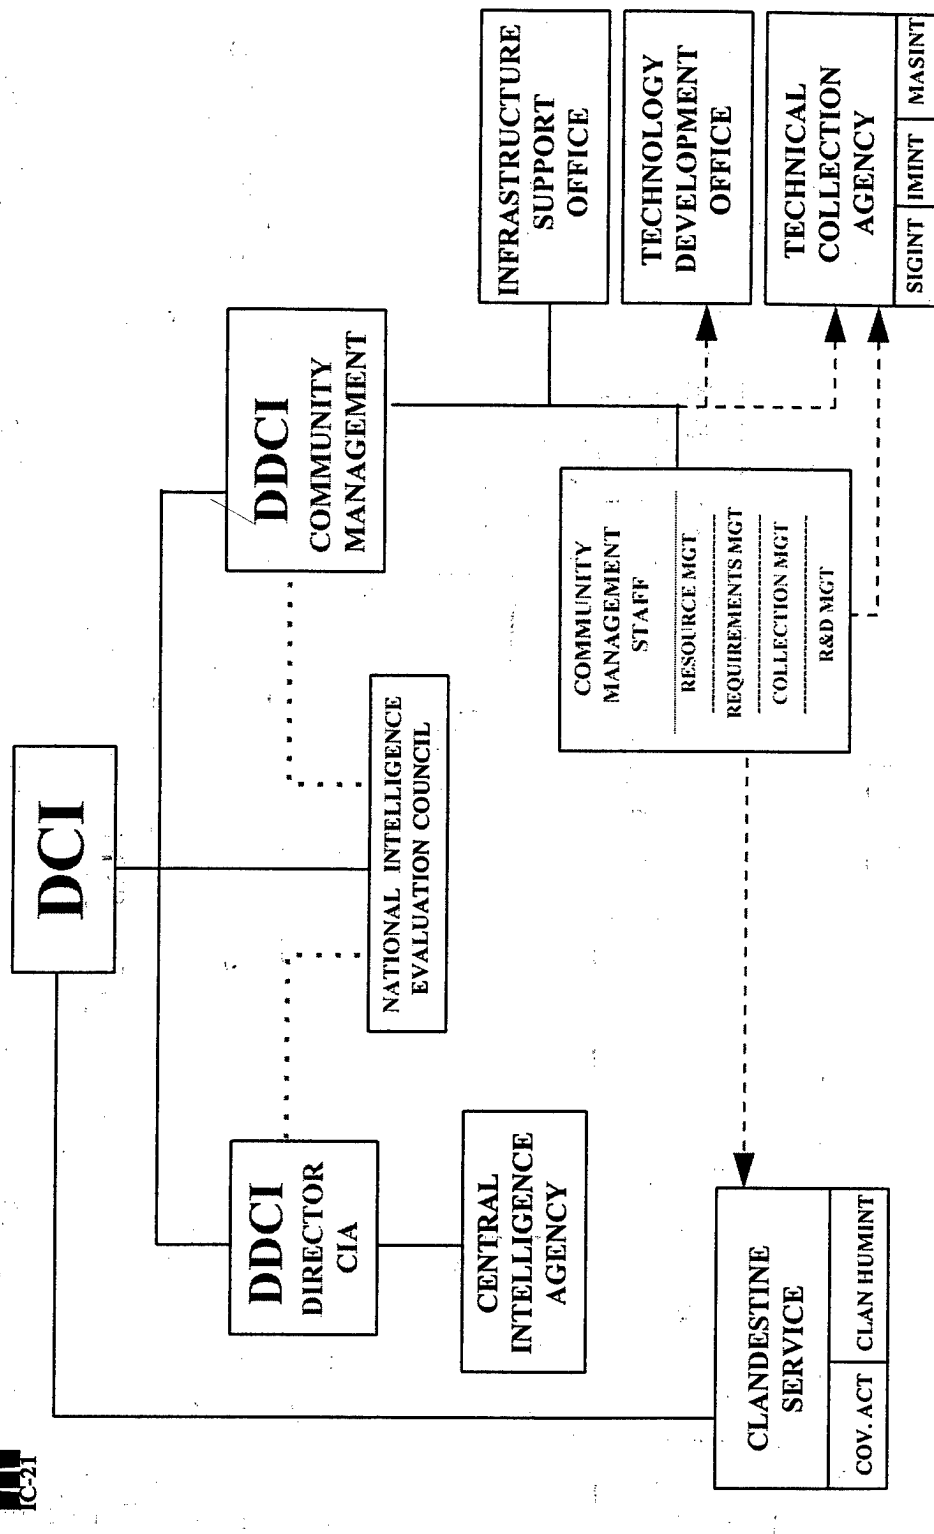 IC-21
DCI
DDCI
DIRECTOR
CIA
DDCI
COMMUNITY
MANAGEMENT
NATIONAL INTELLIGENCE
EVALUATION COUNCIL
CENTRAL
INTELLIGENCE
AGENCY
INFRASTRUCTURE
SUPPORT
OFFICE
COMMUNITY
MANAGEMENT
STAFF
RESOURCE MGT
REQUIREMENTS MGT
COLLECTION MGT
R&D MGT
TECHNOLOGY
DEVELOPMENT
OFFICE
CLANDESTINE
SERVICE
COV. ACT
CLAN HUMINT
TECHNICAL
COLLECTION
AGENCY
SIGINT
IMINT
MASINT